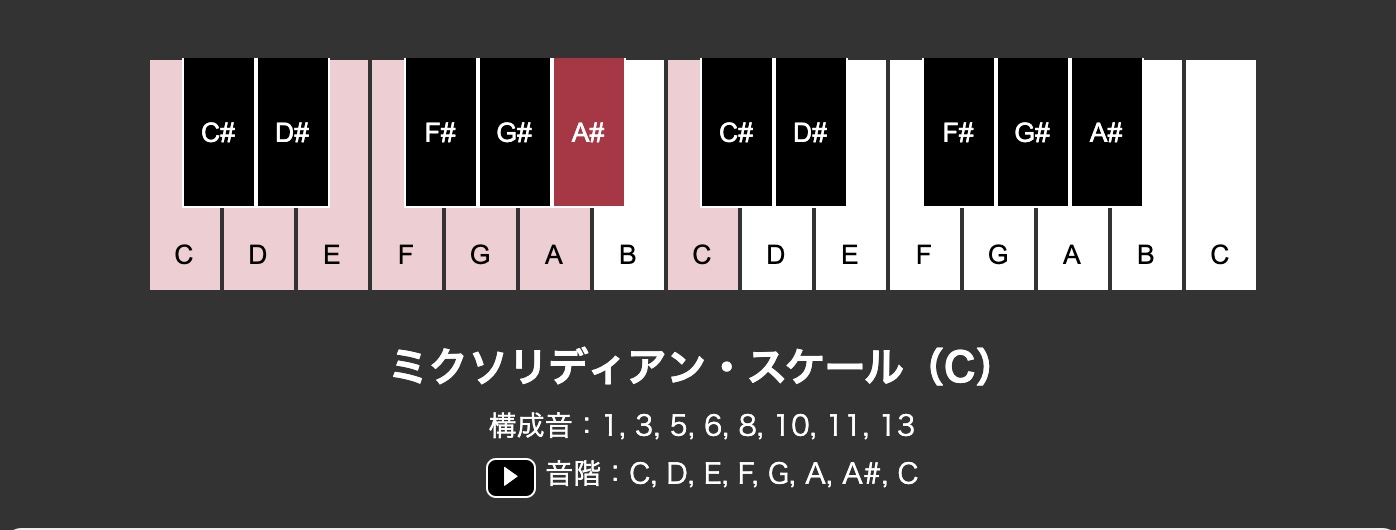 C# D# F# G# A# C# D# F# G# A#
C D E F G A B C D E F G A B C
ミクソリディアン・スケール（C）
構成音：1, 3, 5, 6, 8, 10, 11, 13
音階：C, D, E, F, G, A, A#, C